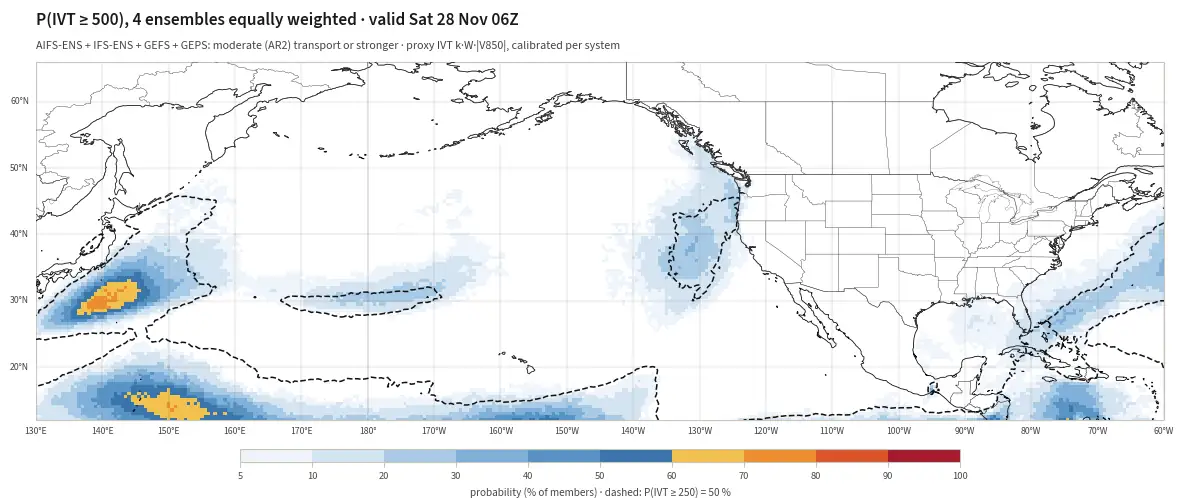 P(IVT ≥ 500), 4 ensembles equally weighted · valid Sat 28 Nov 06Z
AIFS-ENS + IFS-ENS + GEFS + GEPS: moderate (AR2) transport or stronger · proxy IVT k·W·|V850|, calibrated per system
60°N
50°N
40°N
30°N
20°N
130°E 140°E 150°E 160°E 170°E 180° 170°W 160°W 150°W 140°W 130°W 120°W 110°W 100°W 90°W 80°W 70°W 60°W
5 10 20 30 40 50 60 70 80 90 100
probability (% of members) · dashed: P(IVT ≥ 250) = 50 %